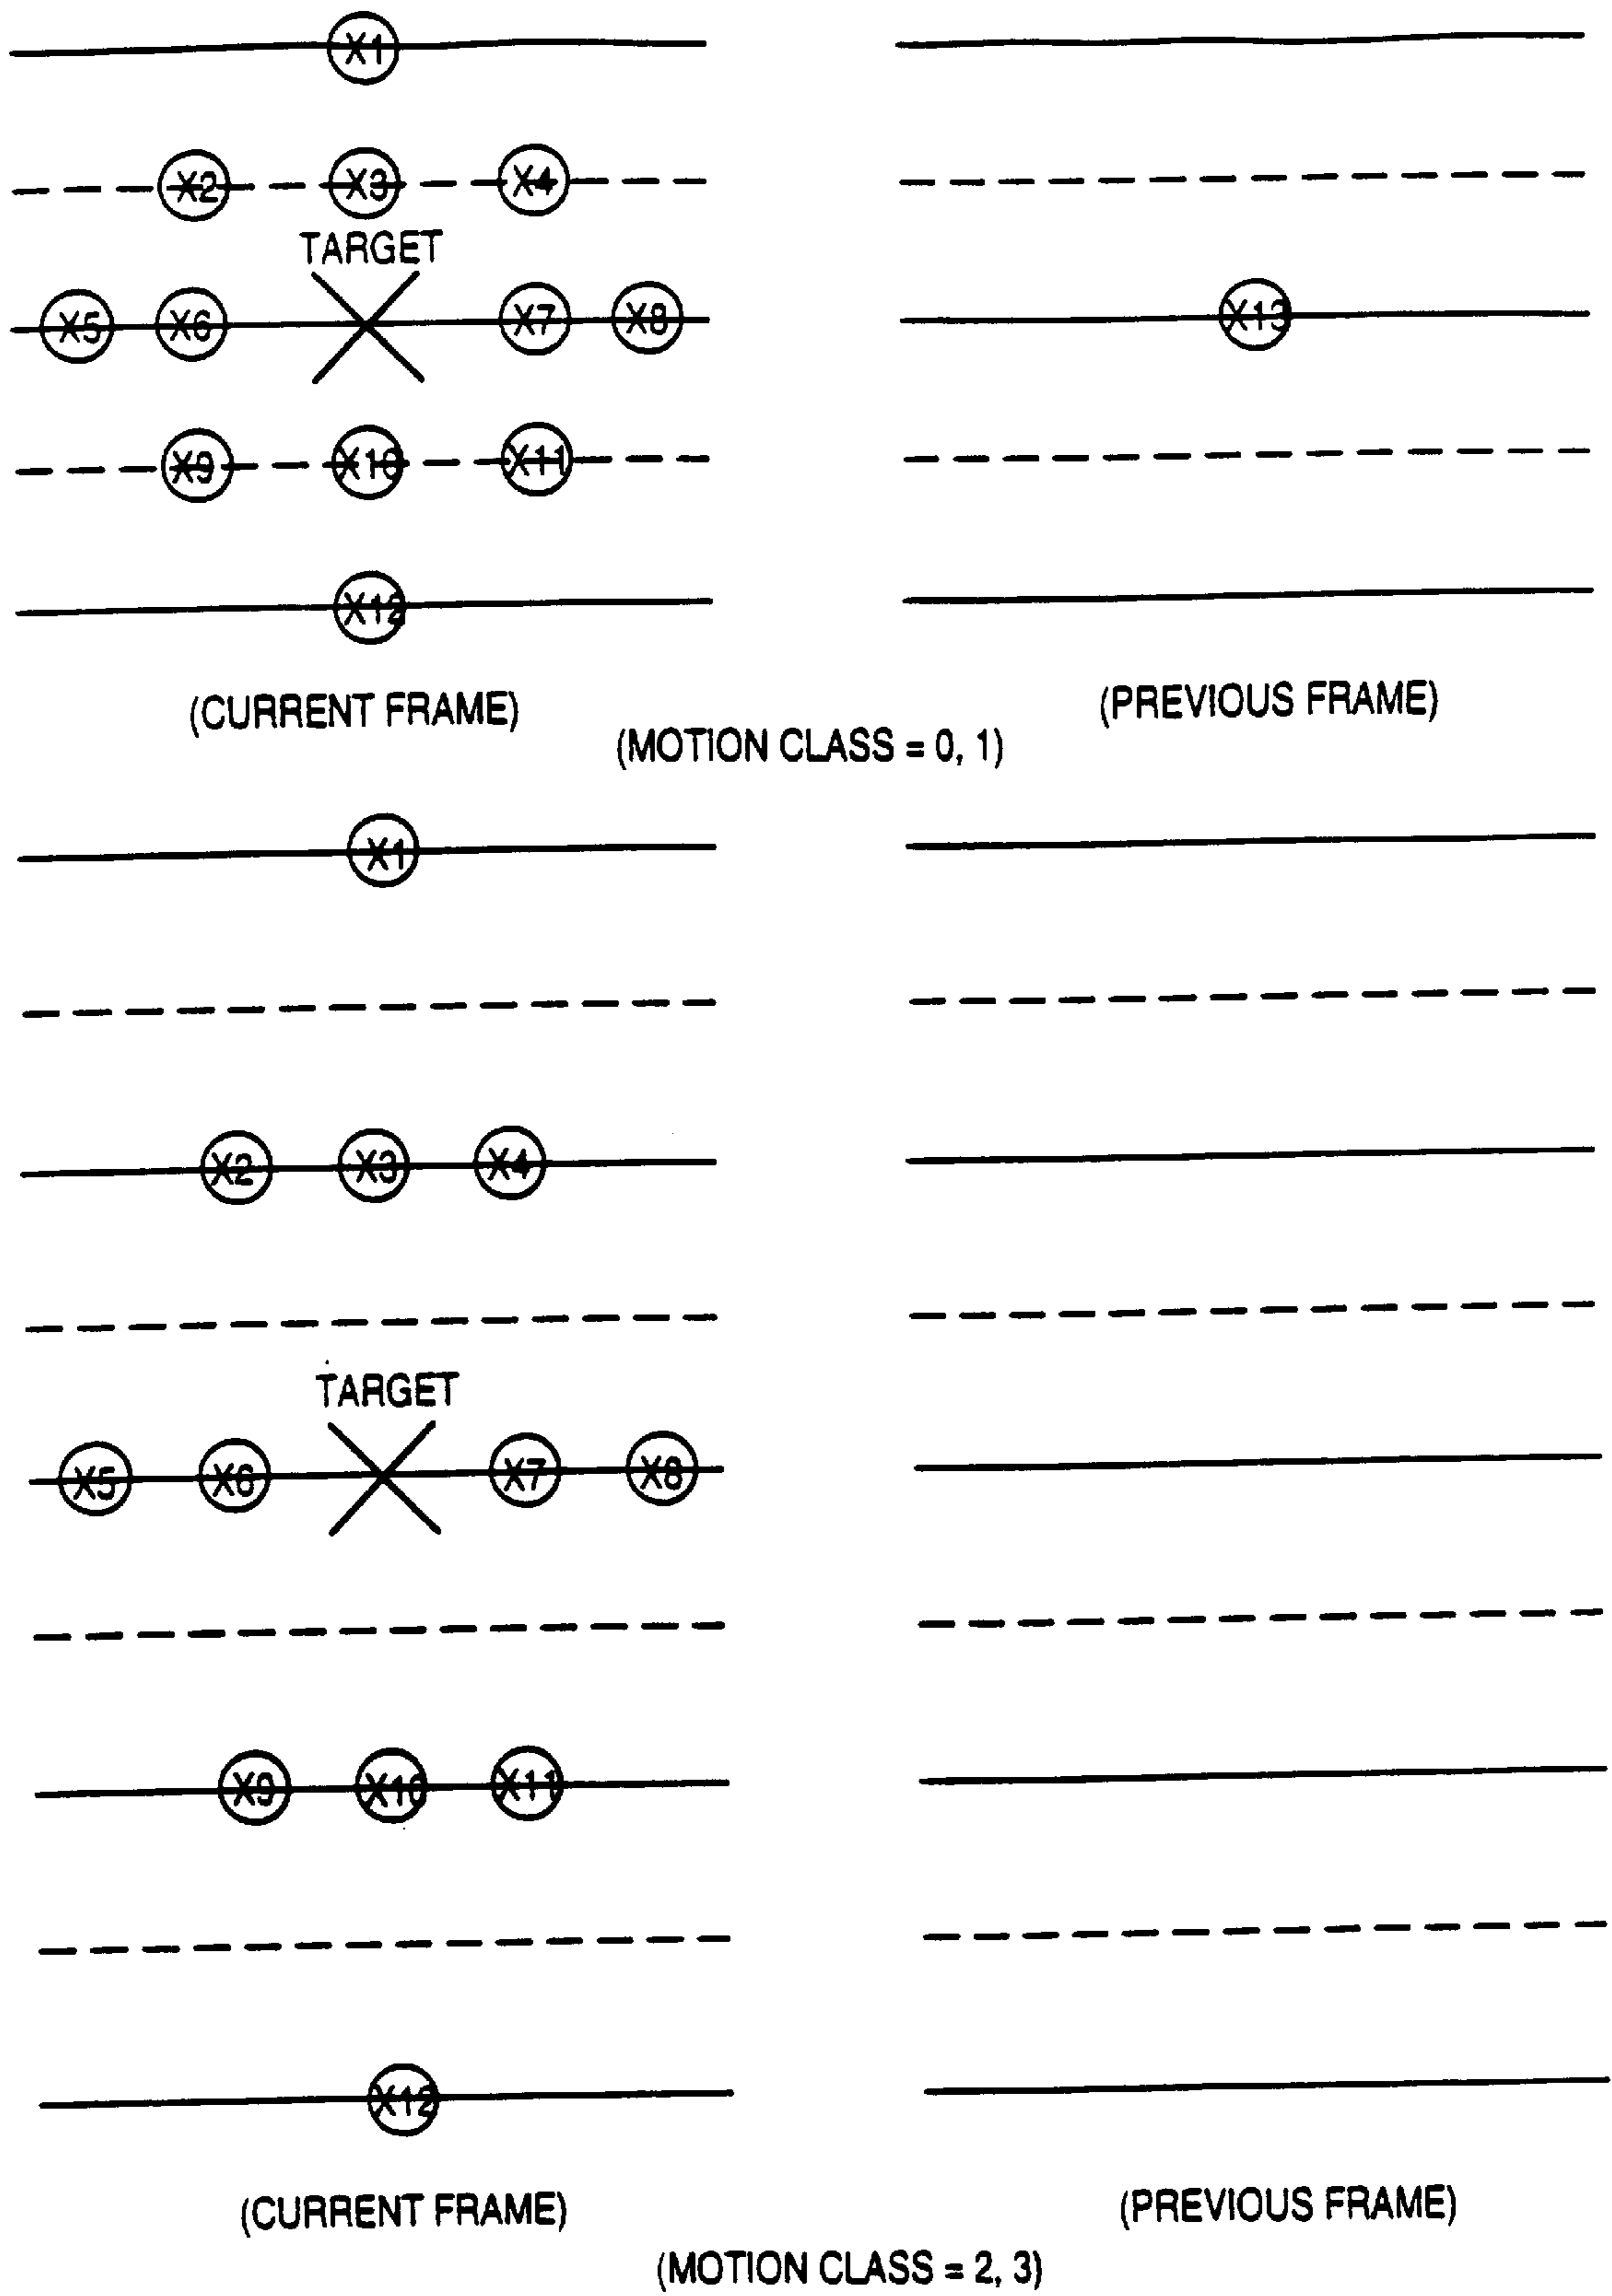 X1
X2 X3 X4
TARGET
X5 X6 X7 X8 X13
X9 X10 X11
X12
(CURRENT FRAME) (PREVIOUS FRAME)
(MOTION CLASS = 0, 1)
X1
X2 X3 X4
TARGET
X5 X6 X7 X8
X9 X10 X11
X12
(CURRENT FRAME) (PREVIOUS FRAME)
(MOTION CLASS = 2, 3)